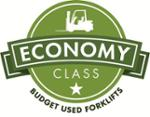 ECONOMY
CLASS
BUDGET USED FORKLIFTS